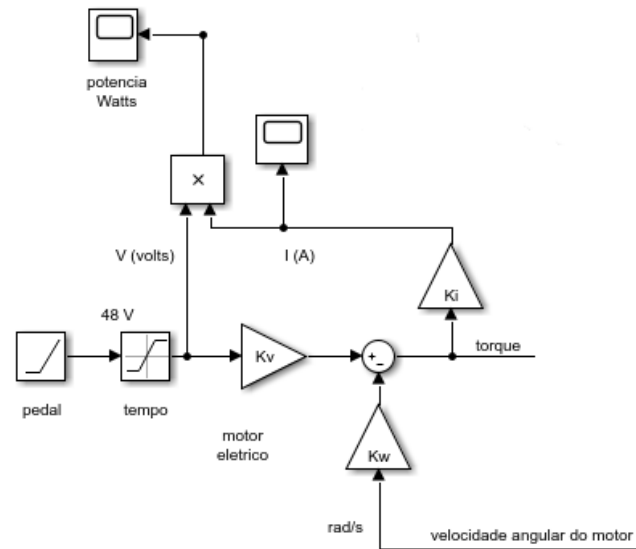 potencia
Watts
×
V (volts)
I (A)
Ki
48 V
Kv
+
−
torque
pedal
tempo
motor
eletrico
Kw
rad/s
velocidade angular do motor